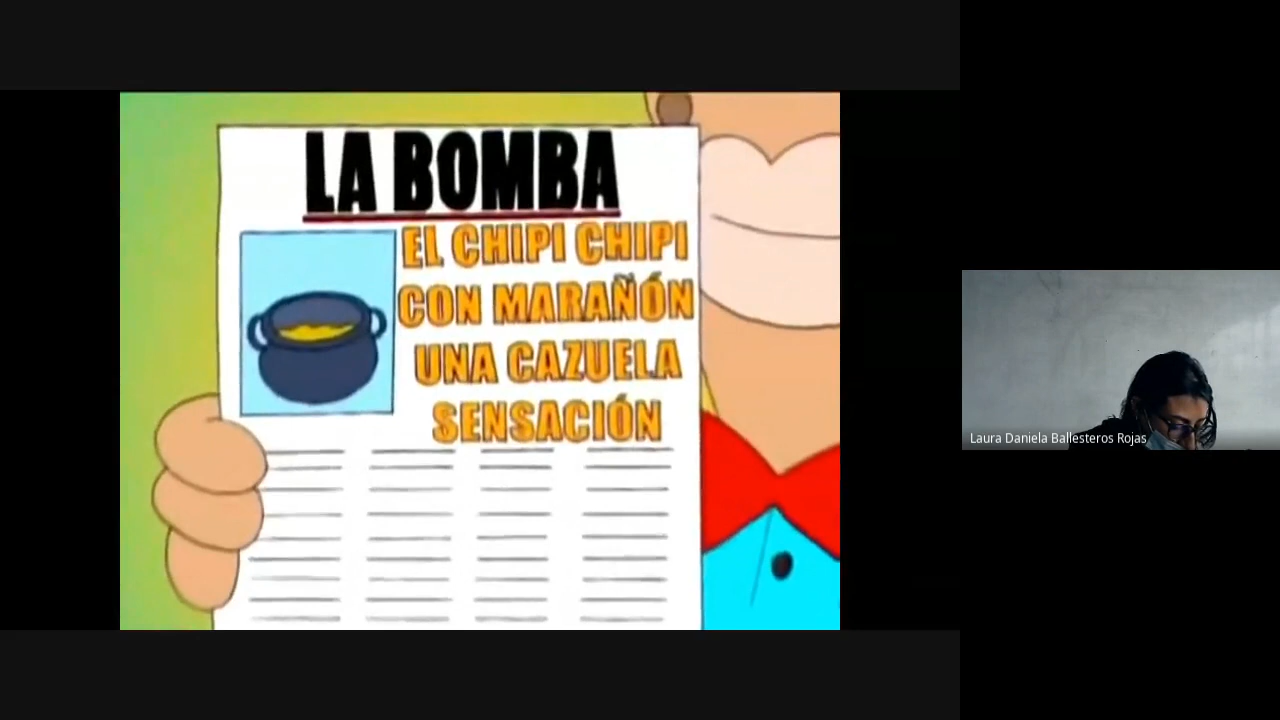 LA BOMBA
EL CHIPI CHIPI
CON MARAÑÓN
UNA CAZUELA
SENSACIÓN
Laura Daniela Ballesteros Rojas